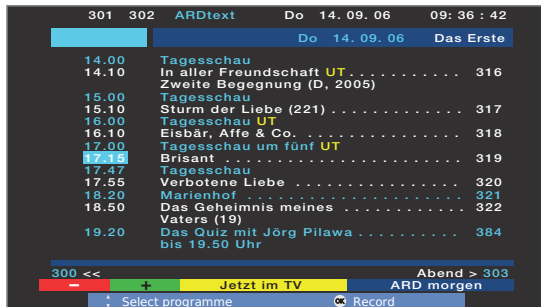 301 302 ARDtext Do 14. 09. 06 09: 36 : 42
Do 14. 09. 06 Das Erste
14.00 Tagesschau
14.10 In aller Freundschaft UT . . . . . . . . . . . 316
Zweite Begegnung (D, 2005)
15.00 Tagesschau
15.10 Sturm der Liebe (221) . . . . . . . . . . . . . 317
16.00 Tagesschau UT
16.10 Eisbär, Affe & Co. . . . . . . . . . . . . . . 318
17.00 Tagesschau um fünf UT
17.15 Brisant . . . . . . . . . . . . . . . . . . . . 319
17.47 Tagesschau
17.55 Verbotene Liebe . . . . . . . . . . . . . . . 320
18.20 Marienhof . . . . . . . . . . . . . . . . . . 321
18.50 Das Geheimnis meines . . . . . . . . . . . 322
Vaters (19)
19.20 Das Quiz mit Jörg Pilawa . . . . . . . . . . 384
bis 19.50 Uhr
300 << Abend > 303
– + Jetzt im TV ARD morgen
Select programme OK Record